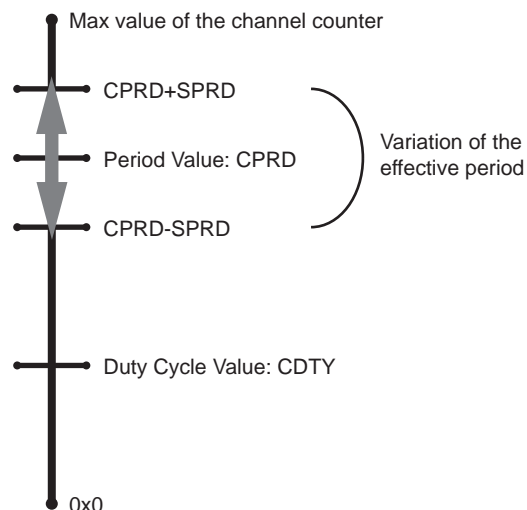 Max value of the channel counter
CPRD+SPRD
Period Value: CPRD
Variation of the
effective period
CPRD-SPRD
Duty Cycle Value: CDTY
0x0